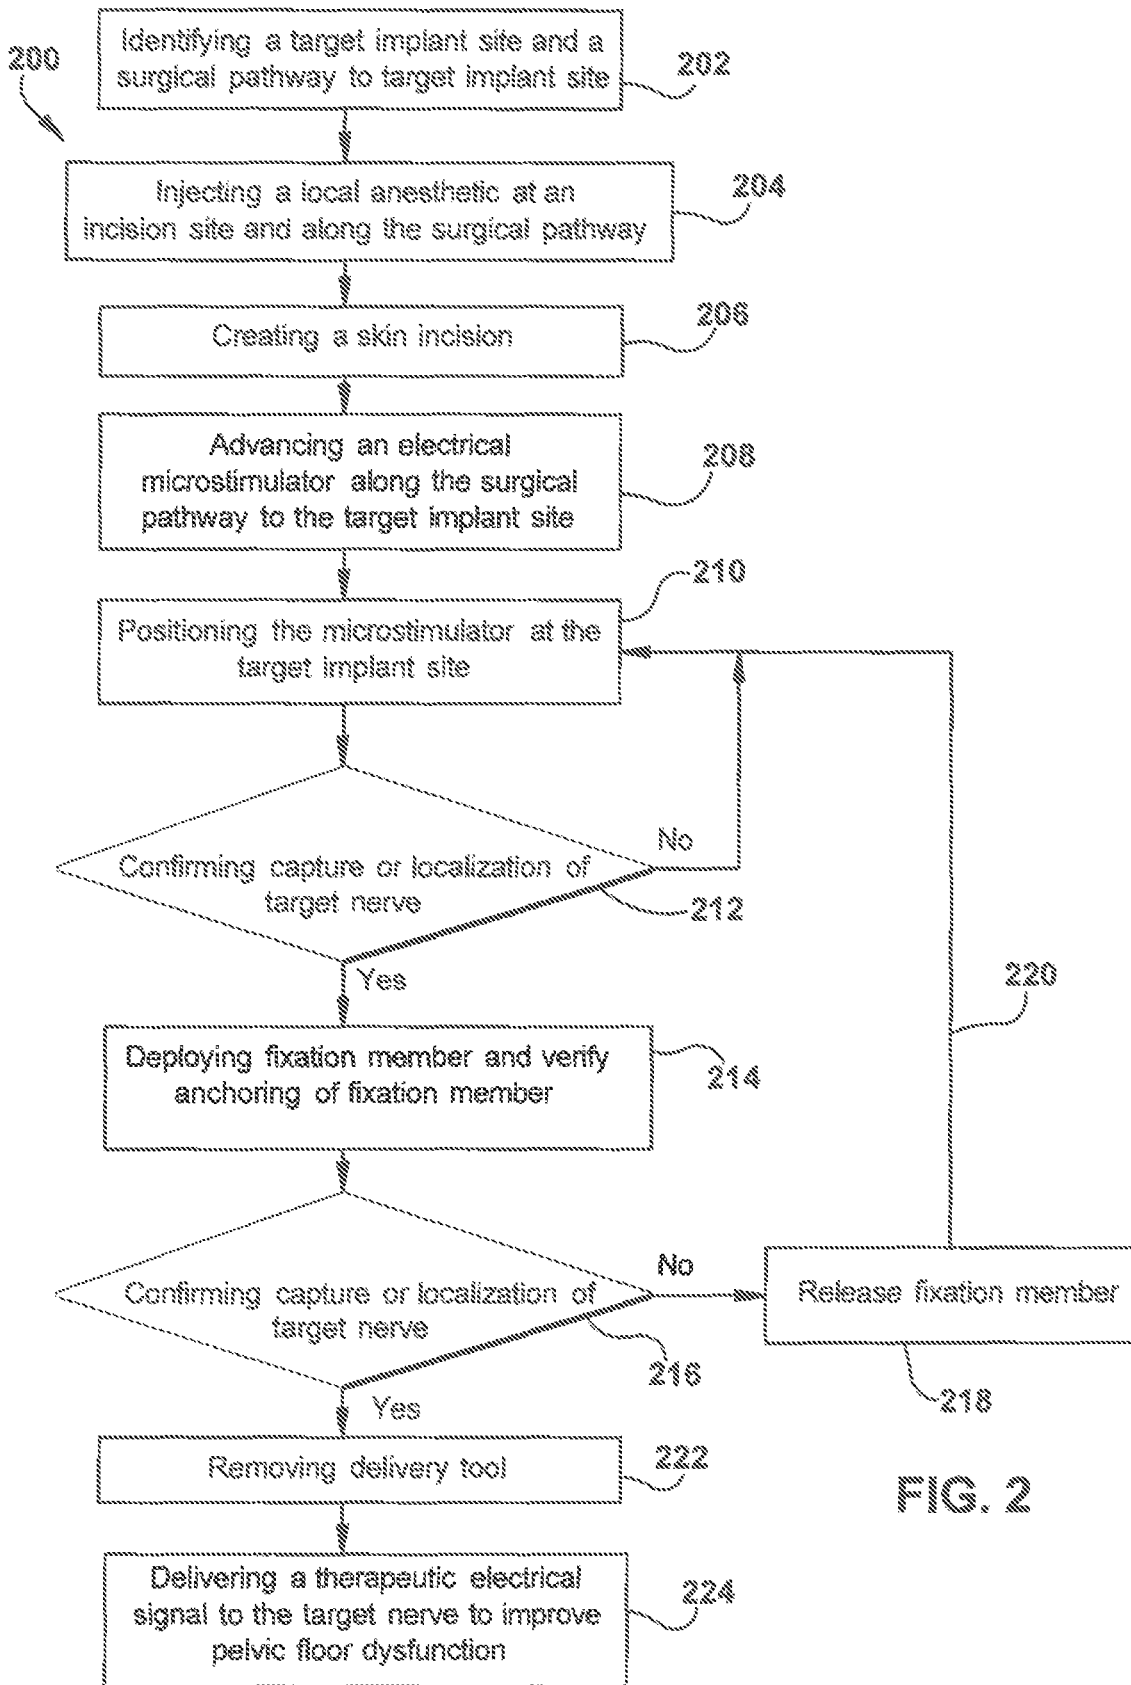 Identifying a target implant site and a
surgical pathway to target implant site
200
202
Injecting a local anesthetic at an
incision site and along the surgical pathway
204
Creating a skin incision
206
Advancing an electrical
microstimulator along the surgical
pathway to the target implant site
208
Positioning the microstimulator at the
target implant site
210
Confirming capture or localization of
target nerve
No
212
Yes
220
Deploying fixation member and verify
anchoring of fixation member
214
Confirming capture or localization of
target nerve
No
Release fixation member
216
218
Yes
Removing delivery tool
222
FIG. 2
Delivering a therapeutic electrical
signal to the target nerve to improve
pelvic floor dysfunction
224